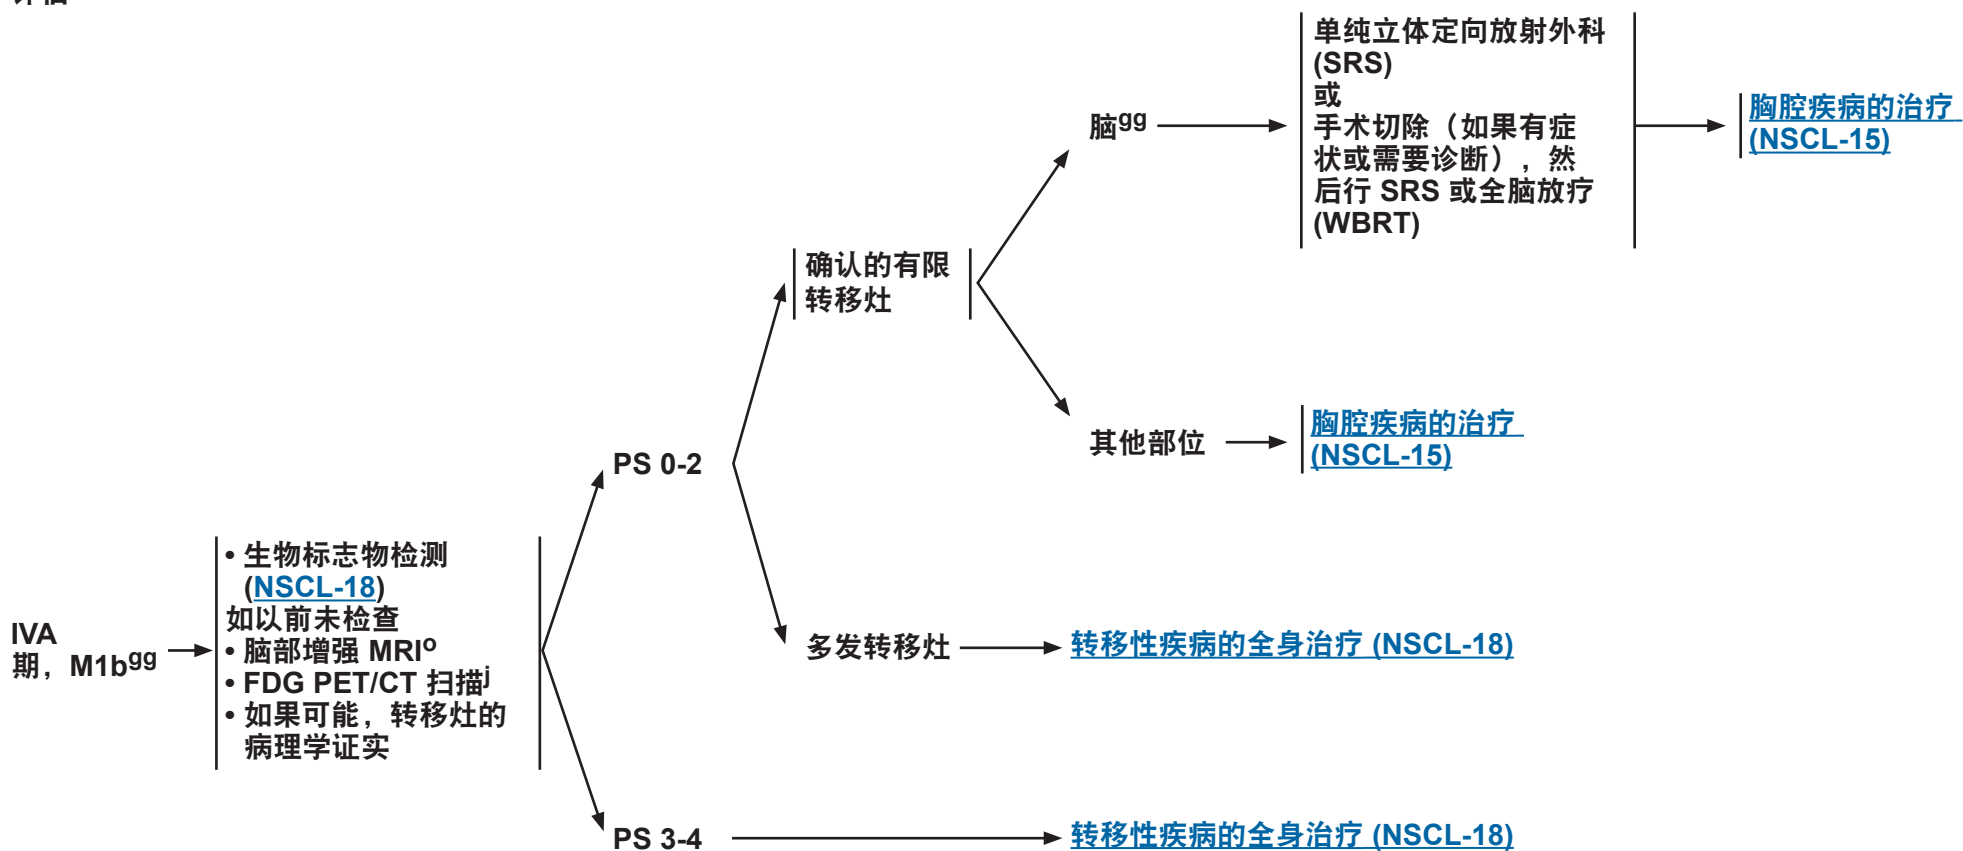 单纯立体定向放射外科
(SRS)
或
手术切除（如果有症
状或需要诊断），然
后行 SRS 或全脑放疗
(WBRT)
胸腔疾病的治疗
(NSCL-15)
脑gg
确认的有限
转移灶
其他部位
胸腔疾病的治疗
(NSCL-15)
PS 0-2
• 生物标志物检测
(NSCL-18)
如以前未检查
• 脑部增强 MRIo
• FDG PET/CT 扫描j
• 如果可能，转移灶的
病理学证实
IVA
期，M1bgg
多发转移灶
转移性疾病的全身治疗 (NSCL-18)
PS 3-4
转移性疾病的全身治疗 (NSCL-18)